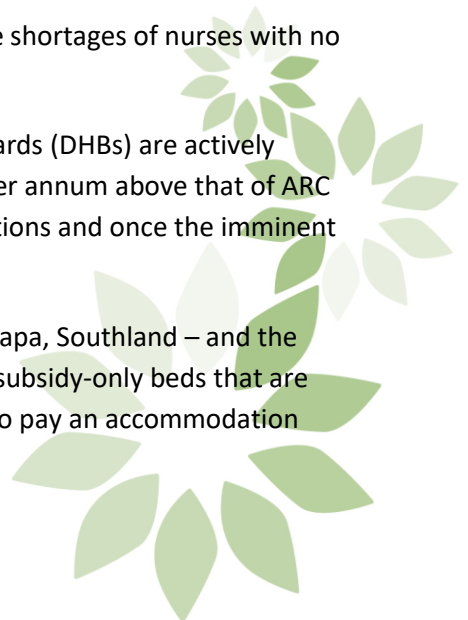 e shortages of nurses with no
ards (DHBs) are actively
er annum above that of ARC
tions and once the imminent
apa, Southland – and the
subsidy-only beds that are
o pay an accommodation